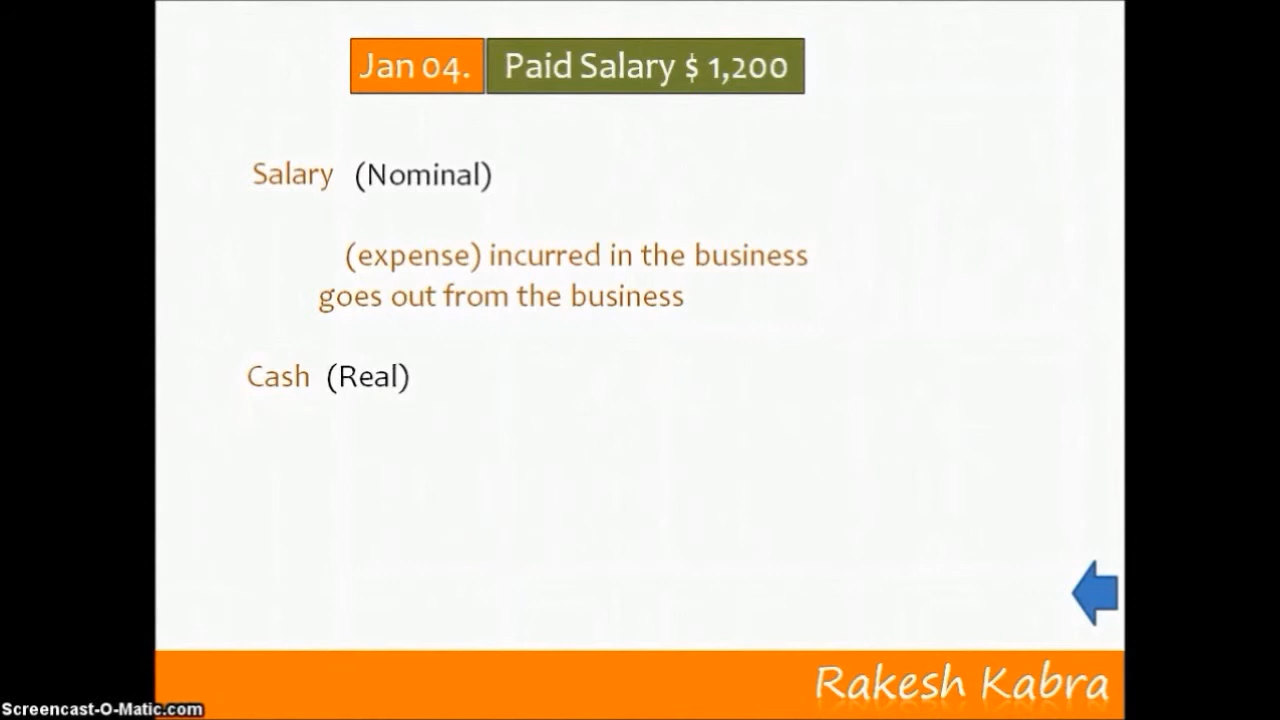 Jan 04. Paid Salary $ 1,200
Salary (Nominal)
(expense) incurred in the business
goes out from the business
Cash (Real)
Rakesh Kabra
Screencast-O-Matic.com